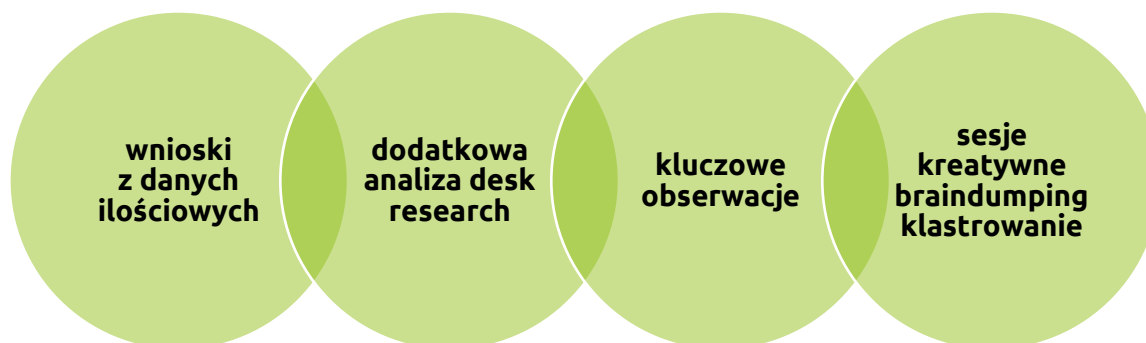 wnioski
z danych
ilościowych
dodatkowa
analiza desk
research
kluczowe
obserwacje
sesje
kreatywne
braindumping
klastrowanie